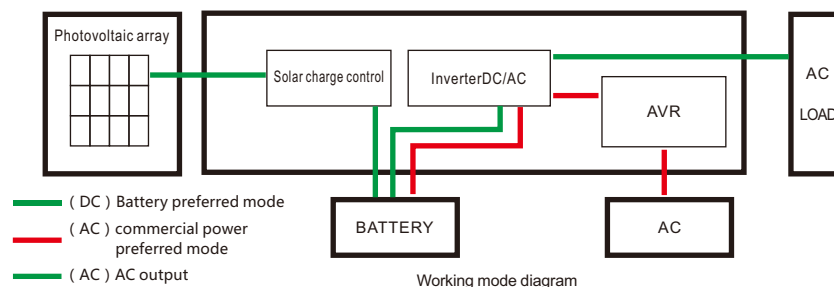 Photovoltaic array
Solar charge control
InverterDC/AC
AVR
AC
LOAD
BATTERY
AC
( DC ) Battery preferred mode
( AC ) commercial power
preferred mode
( AC ) AC output
Working mode diagram